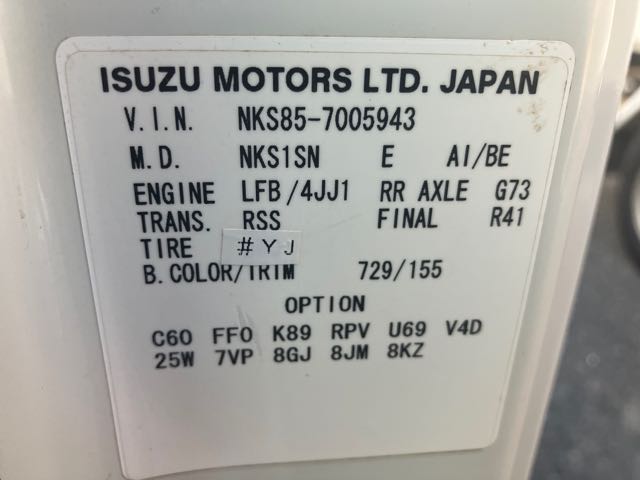 ISUZU MOTORS LTD. JAPAN
V.I.N. NKS85-7005943
M.D. NKS1SN E AI/BE
ENGINE LFB/4JJ1 RR AXLE G73
TRANS. RSS FINAL R41
TIRE #YJ
B.COLOR/TRIM 729/155
OPTION
C60 FF0 K89 RPV U69 V4D
25W 7VP 8GJ 8JM 8KZ